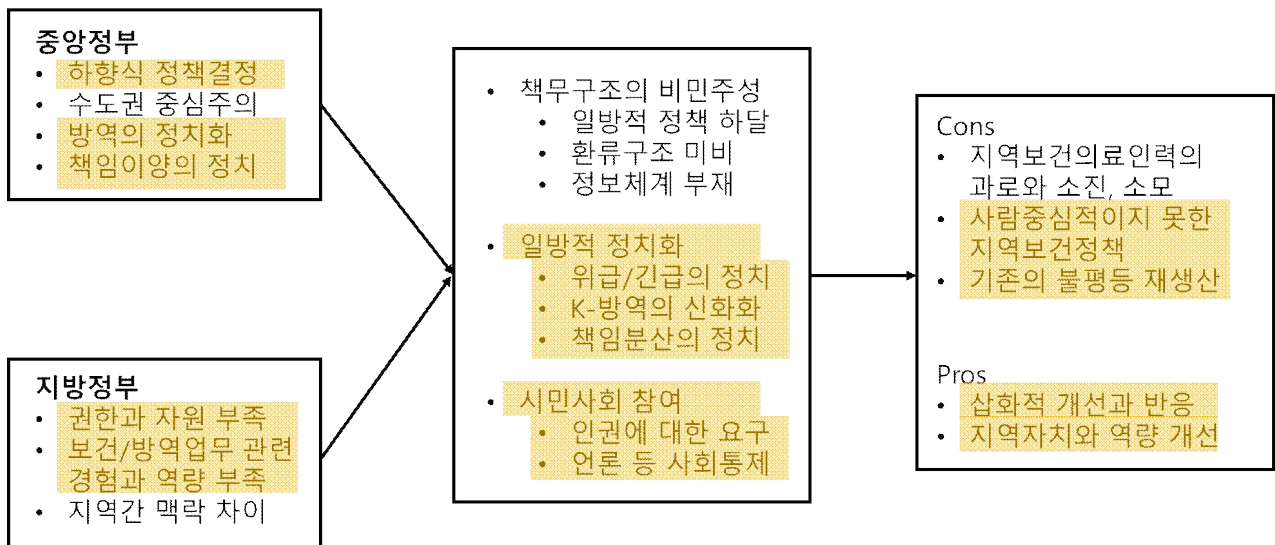 중앙정부
• 하향식 정책결정
• 수도권 중심주의
• 방역의 정치화
• 책임이양의 정치
지방정부
• 권한과 자원 부족
• 보건/방역업무 관련
경험과 역량 부족
• 지역간 맥락 차이
• 책무구조의 비민주성
• 일방적 정책 하달
• 환류구조 미비
• 정보체계 부재
• 일방적 정치화
• 위급/긴급의 정치
• K-방역의 신화화
• 책임분산의 정치
• 시민사회 참여
• 인권에 대한 요구
• 언론 등 사회통제
Cons
• 지역보건의료인력의
과로와 소진, 소모
• 사람중심적이지 못한
지역보건정책
• 기존의 불평등 재생산
Pros
• 삽화적 개선과 반응
• 지역자치와 역량 개선